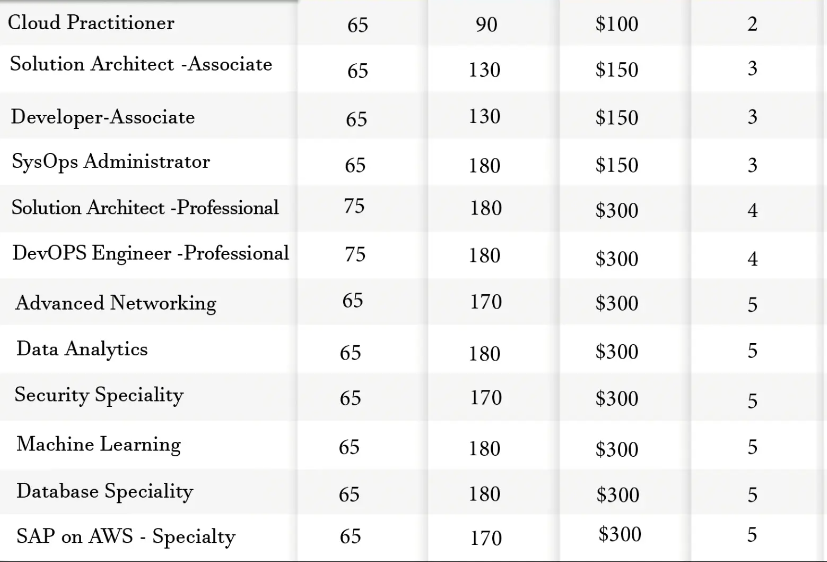 Cloud Practitioner 65 90 $100 2
Solution Architect -Associate 65 130 $150 3
Developer-Associate 65 130 $150 3
SysOps Administrator 65 180 $150 3
Solution Architect -Professional 75 180 $300 4
DevOPS Engineer -Professional 75 180 $300 4
Advanced Networking 65 170 $300 5
Data Analytics 65 180 $300 5
Security Speciality 65 170 $300 5
Machine Learning 65 180 $300 5
Database Speciality 65 180 $300 5
SAP on AWS - Specialty 65 170 $300 5